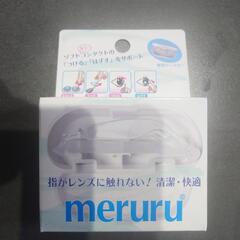 ソフトコンタクトの
「つける」「はずす」をサポート
指がレンズに触れない！清潔・快適
meruru